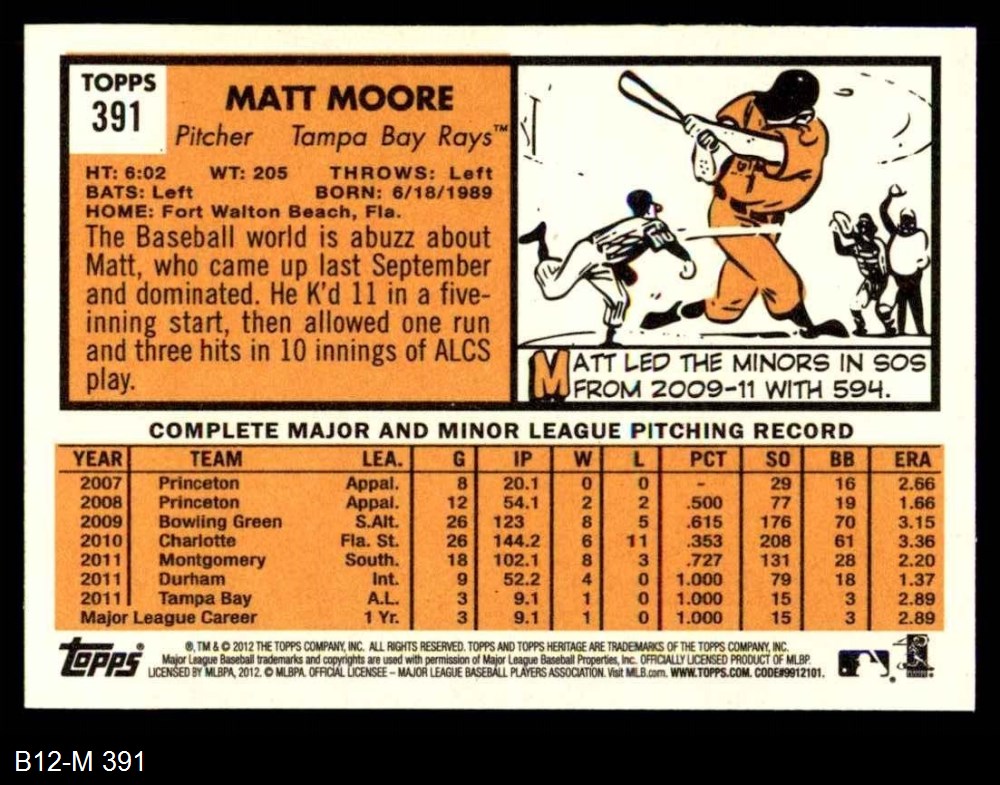 TOPPS
391
MATT MOORE
Pitcher Tampa Bay Rays™
HT: 6:02 WT: 205 THROWS: Left
BATS: Left BORN: 6/18/1989
HOME: Fort Walton Beach, Fla.
The Baseball world is abuzz about
Matt, who came up last September
and dominated. He K'd 11 in a five-
inning start, then allowed one run
and three hits in 10 innings of ALCS
play.
MATT LED THE MINORS IN SOS
FROM 2009-11 WITH 594.
COMPLETE MAJOR AND MINOR LEAGUE PITCHING RECORD
YEAR TEAM LEA. G IP W L PCT SO BB ERA
2007 Princeton Appal. 8 20.1 0 0 - 29 16 2.66
2008 Princeton Appal. 12 54.1 2 2 .500 77 19 1.66
2009 Bowling Green S.Alt. 26 123 8 5 .615 176 70 3.15
2010 Charlotte Fla. St. 26 144.2 6 11 .353 208 61 3.36
2011 Montgomery South. 18 102.1 8 3 .727 131 28 2.20
2011 Durham Int. 9 52.2 4 0 1.000 79 18 1.37
2011 Tampa Bay A.L. 3 9.1 1 0 1.000 15 3 2.89
Major League Career 1 Yr. 3 9.1 1 0 1.000 15 3 2.89
Topps®
®, TM & © 2012 THE TOPPS COMPANY, INC. ALL RIGHTS RESERVED. TOPPS AND TOPPS HERITAGE ARE TRADEMARKS OF THE TOPPS COMPANY, INC.
Major League Baseball trademarks and copyrights are used with permission of Major League Baseball Properties, Inc. OFFICIALLY LICENSED PRODUCT OF MLBP.
LICENSED BY MLBPA, 2012. © MLBPA. OFFICIAL LICENSEE – MAJOR LEAGUE BASEBALL PLAYERS ASSOCIATION. Visit MLB.com. WWW.TOPPS.COM. CODE#9912101.
B12-M 391